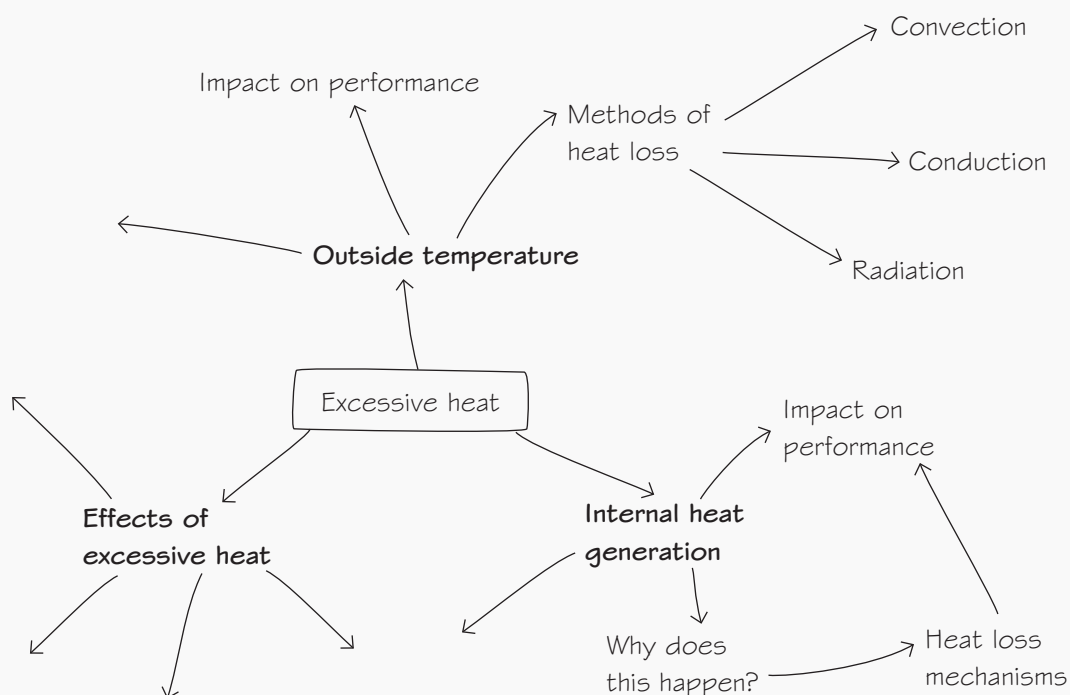 Convection
Impact on performance
Methods of
heat loss
Conduction
Outside temperature
Radiation
Excessive heat
Impact on
performance
Effects of
excessive heat
Internal heat
generation
Why does
this happen?
Heat loss
mechanisms